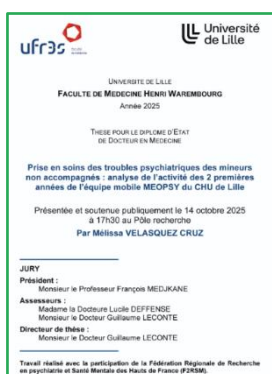 ufr3s
Université
de Lille
UNIVERSITE DE LILLE
FACULTE DE MEDECINE HENRI WAREMBOURG
Année 2025
THESE POUR LE DIPLOME D'ETAT
DE DOCTEUR EN MEDECINE
Prise en soins des troubles psychiatriques des mineurs
non accompagnés : analyse de l'activité des 2 premières
années de l'équipe mobile MEOPSY du CHU de Lille
Présentée et soutenue publiquement le 14 octobre 2025
à 17h30 au Pôle recherche
Par Mélissa VELASQUEZ CRUZ
JURY
Président :
Monsieur le Professeur François MEDJKANE
Assesseurs :
Madame la Docteure Lucile DEFFENSE
Monsieur le Docteur Guillaume LECONTE
Directeur de thèse :
Monsieur le Docteur Guillaume LECONTE
Travail réalisé avec la participation de la Fédération Régionale de Recherche
en psychiatrie et Santé Mentale des Hauts de France (F2RSM).